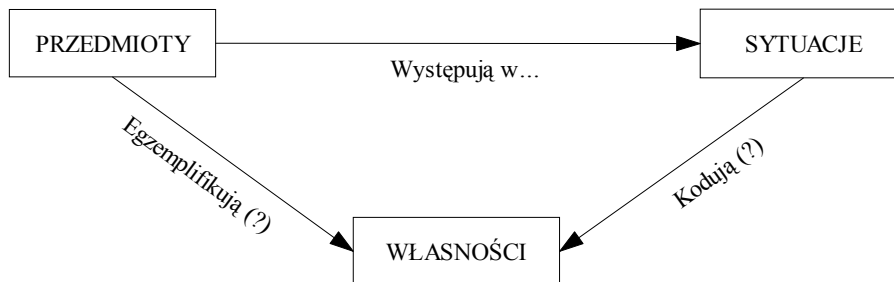 PRZEDMIOTY
SYTUACJE
Występują w...
Egzemplifikują (?)
Kodują (?)
WŁASNOŚCI